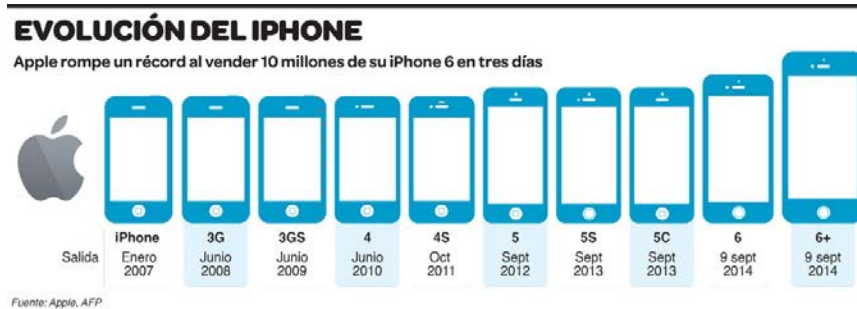 EVOLUCIÓN DEL IPHONE
Apple rompe un récord al vender 10 millones de su iPhone 6 en tres días
iPhone 3G 3GS 4 4S 5 5S 5C 6 6+
Salida Enero Junio Junio Junio Oct Sept Sept Sept 9 sept 9 sept
2007 2008 2009 2010 2011 2012 2013 2013 2014 2014
Fuente: Apple, AFP